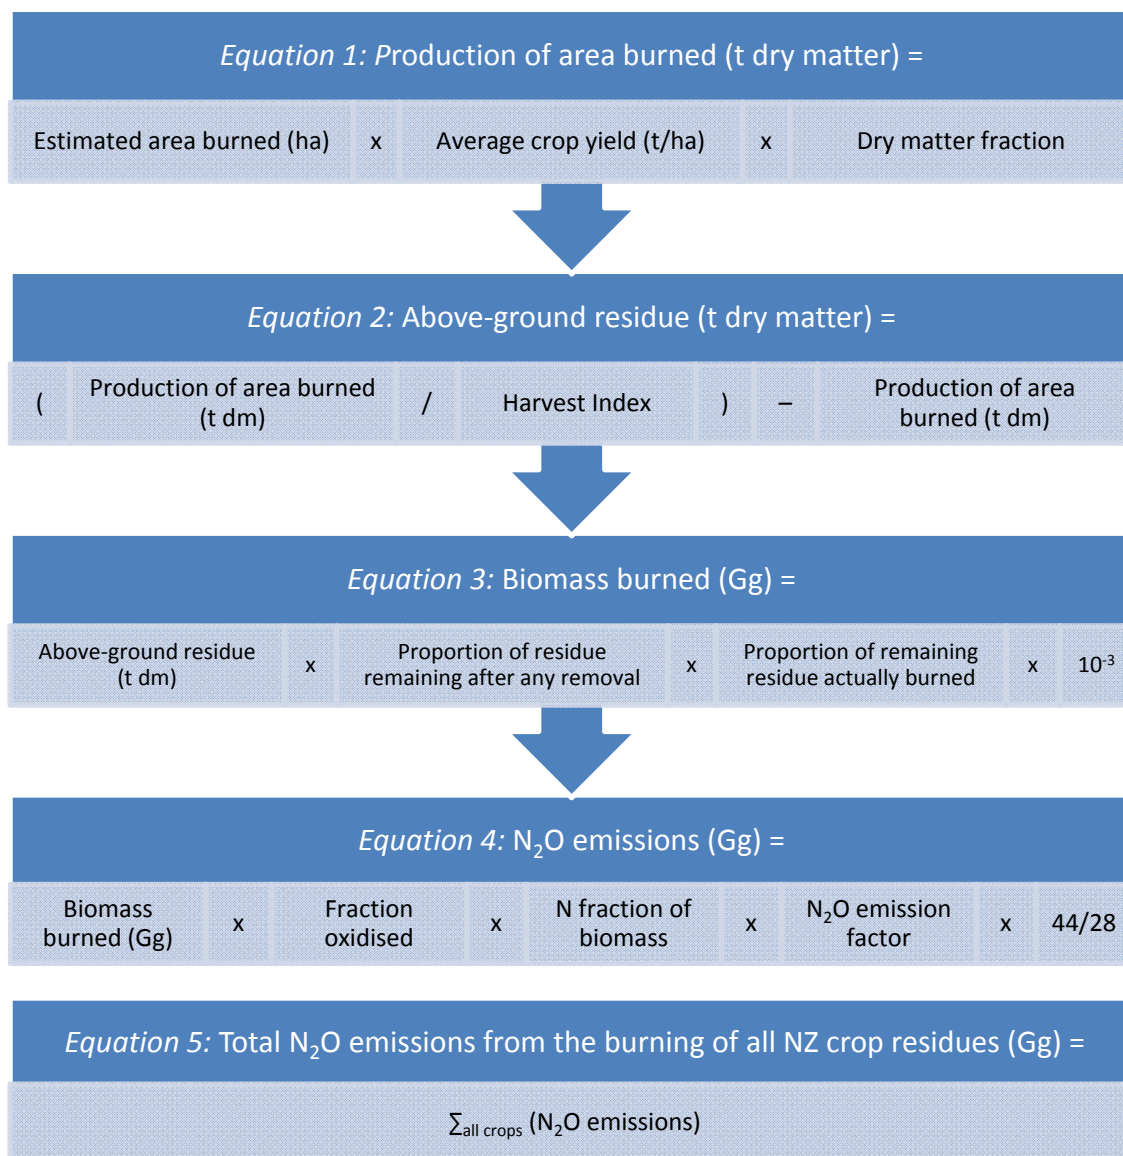 Equation 1: Production of area burned (t dry matter) =
Estimated area burned (ha) x Average crop yield (t/ha) x Dry matter fraction
Equation 2: Above-ground residue (t dry matter) =
( Production of area burned (t dm) / Harvest Index ) – Production of area burned (t dm)
Equation 3: Biomass burned (Gg) =
Above-ground residue (t dm) x Proportion of residue remaining after any removal x Proportion of remaining residue actually burned x 10⁻³
Equation 4: N₂O emissions (Gg) =
Biomass burned (Gg) x Fraction oxidised x N fraction of biomass x N₂O emission factor x 44/28
Equation 5: Total N₂O emissions from the burning of all NZ crop residues (Gg) =
∑all crops (N₂O emissions)